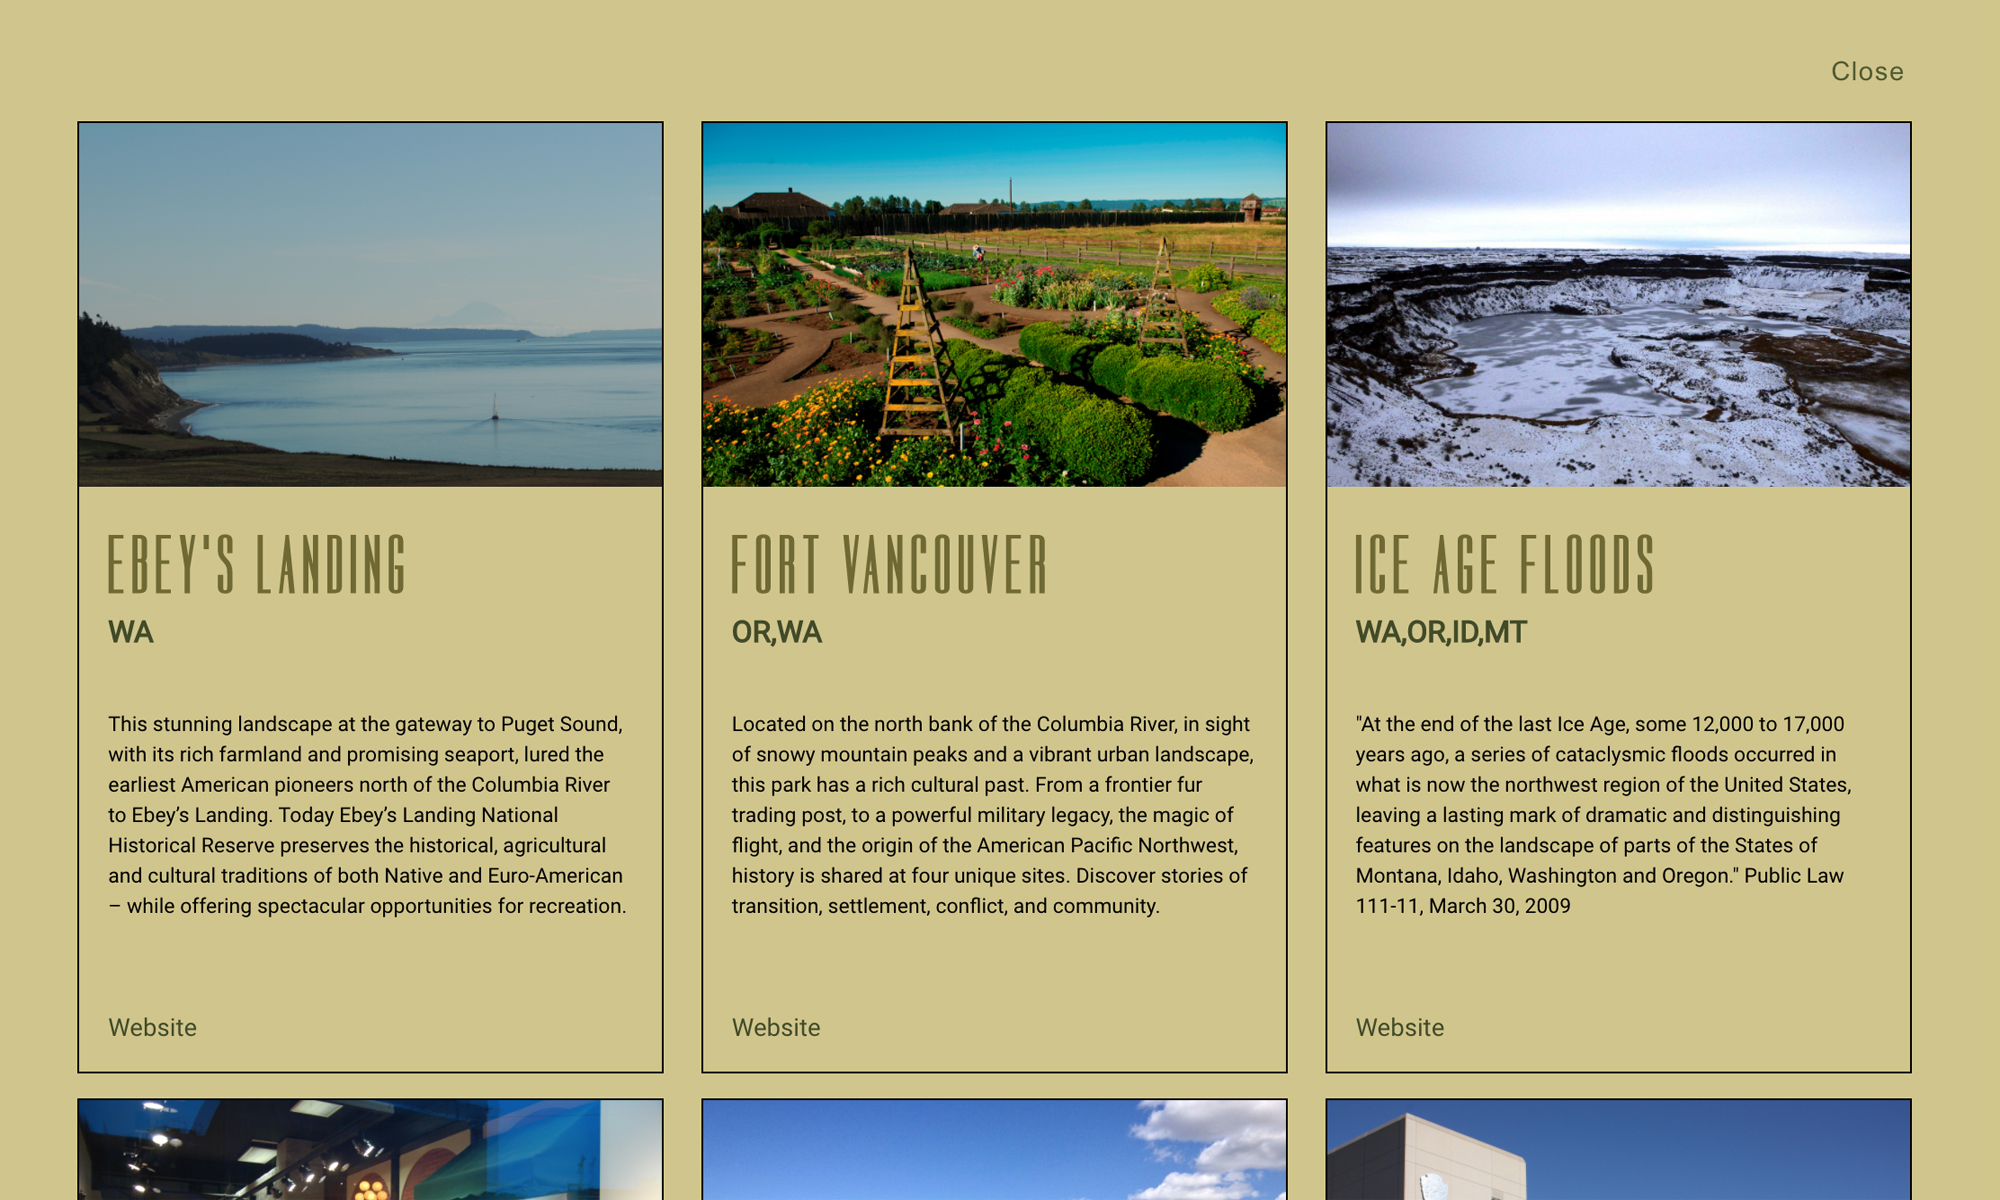 Close
EBEY'S LANDING
WA
This stunning landscape at the gateway to Puget Sound,
with its rich farmland and promising seaport, lured the
earliest American pioneers north of the Columbia River
to Ebey’s Landing. Today Ebey’s Landing National
Historical Reserve preserves the historical, agricultural
and cultural traditions of both Native and Euro-American
– while offering spectacular opportunities for recreation.
Website
FORT VANCOUVER
OR,WA
Located on the north bank of the Columbia River, in sight
of snowy mountain peaks and a vibrant urban landscape,
this park has a rich cultural past. From a frontier fur
trading post, to a powerful military legacy, the magic of
flight, and the origin of the American Pacific Northwest,
history is shared at four unique sites. Discover stories of
transition, settlement, conflict, and community.
Website
ICE AGE FLOODS
WA,OR,ID,MT
"At the end of the last Ice Age, some 12,000 to 17,000
years ago, a series of cataclysmic floods occurred in
what is now the northwest region of the United States,
leaving a lasting mark of dramatic and distinguishing
features on the landscape of parts of the States of
Montana, Idaho, Washington and Oregon." Public Law
111-11, March 30, 2009
Website